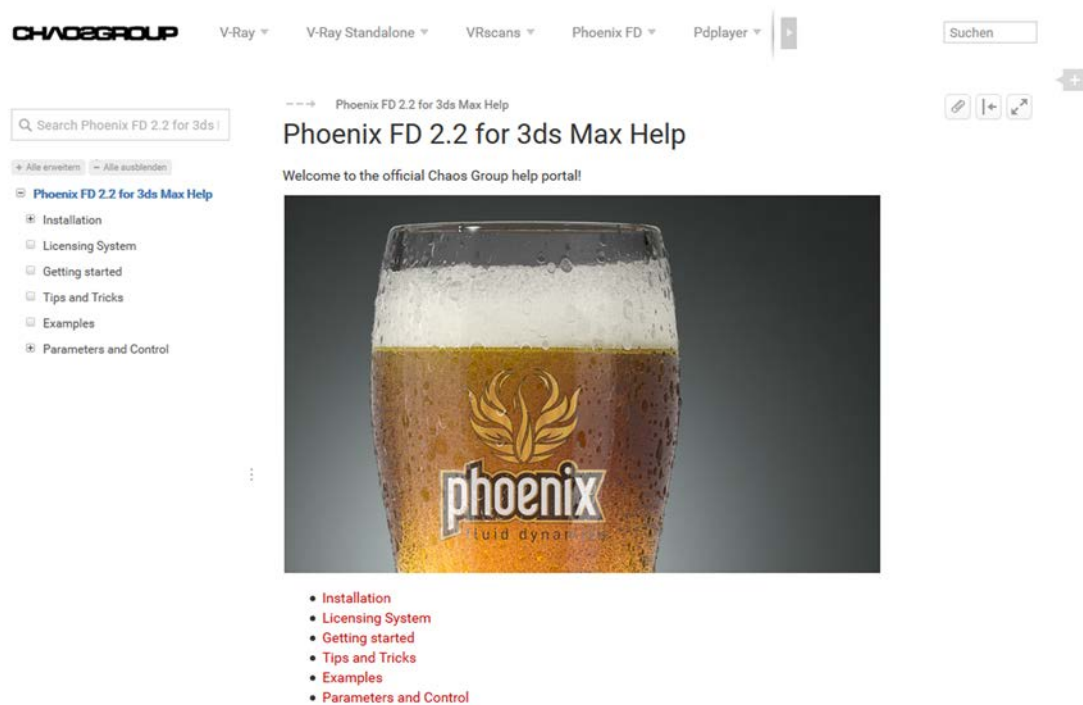 CHAOSGROUP
V-Ray
V-Ray Standalone
VRscans
Phoenix FD
Pdplayer
Suchen
Search Phoenix FD 2.2 for 3ds
+ Alle erweitern
− Alle ausblenden
Phoenix FD 2.2 for 3ds Max Help
Installation
Licensing System
Getting started
Tips and Tricks
Examples
Parameters and Control
Phoenix FD 2.2 for 3ds Max Help
Phoenix FD 2.2 for 3ds Max Help
Welcome to the official Chaos Group help portal!
phoenix
fluid
• Installation
• Licensing System
• Getting started
• Tips and Tricks
• Examples
• Parameters and Control